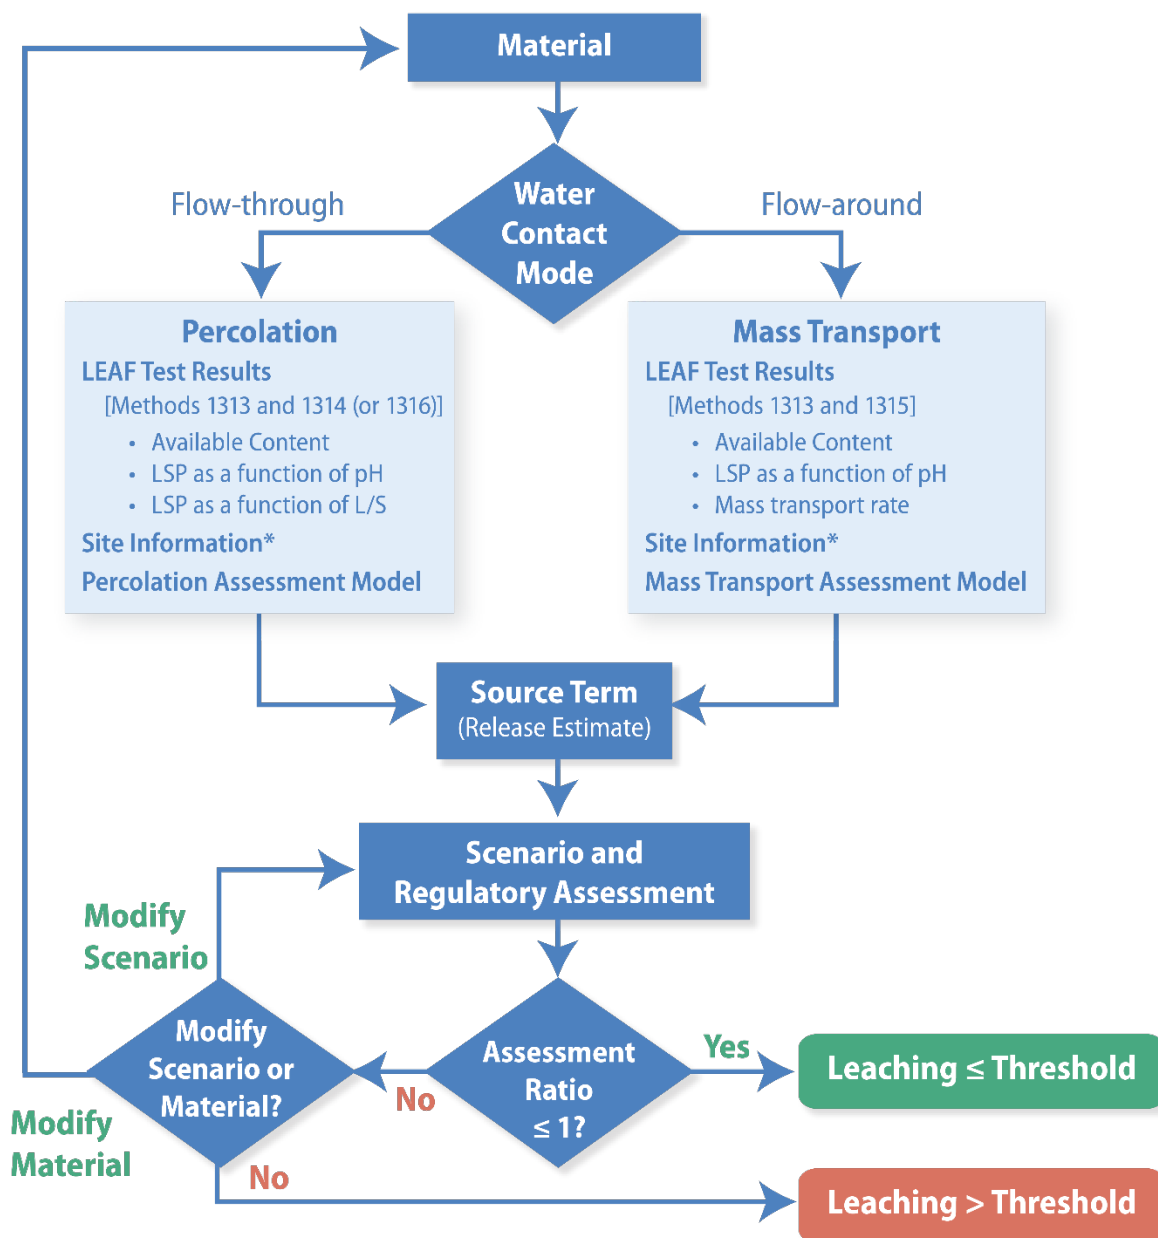 Material
Water
Contact
Mode
Flow-through
Flow-around
Percolation
LEAF Test Results
[Methods 1313 and 1314 (or 1316)]
• Available Content
• LSP as a function of pH
• LSP as a function of L/S
Site Information*
Percolation Assessment Model
Mass Transport
LEAF Test Results
[Methods 1313 and 1315]
• Available Content
• LSP as a function of pH
• Mass transport rate
Site Information*
Mass Transport Assessment Model
Source Term
(Release Estimate)
Scenario and
Regulatory Assessment
Modify
Scenario
Modify
Scenario or
Material?
Assessment
Ratio
≤ 1?
Yes
No
Leaching ≤ Threshold
Modify
Material
No
Leaching > Threshold